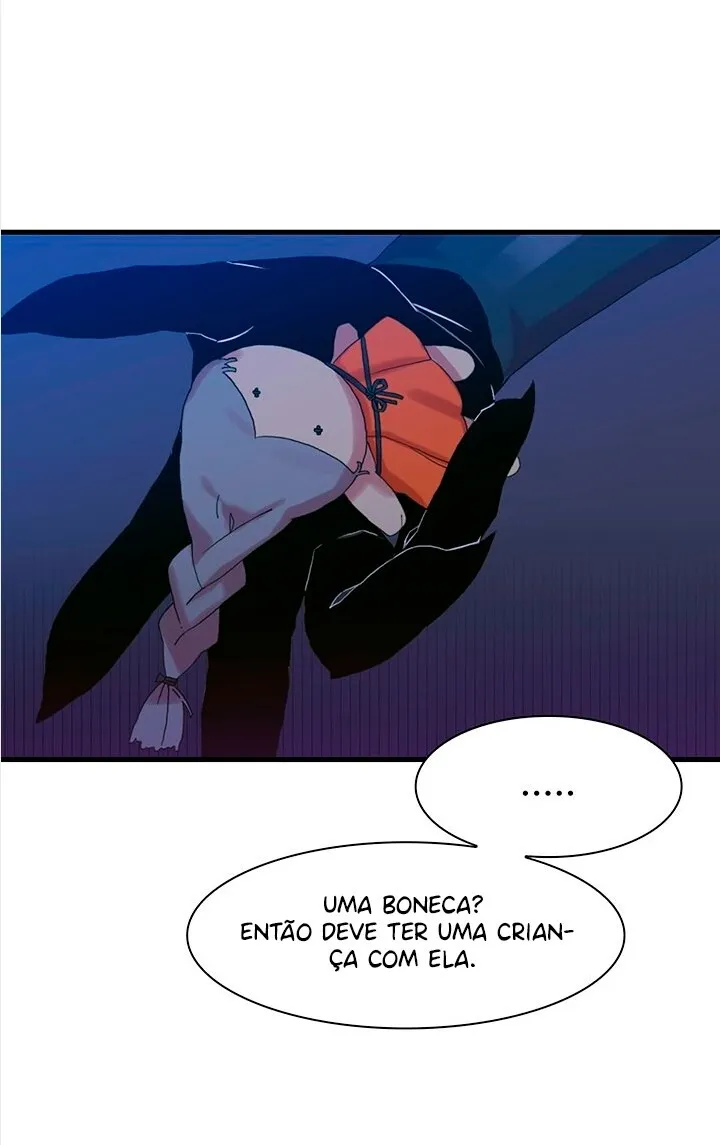 .....
UMA BONECA?
ENTÃO DEVE TER UMA CRIAN-
ÇA COM ELA.